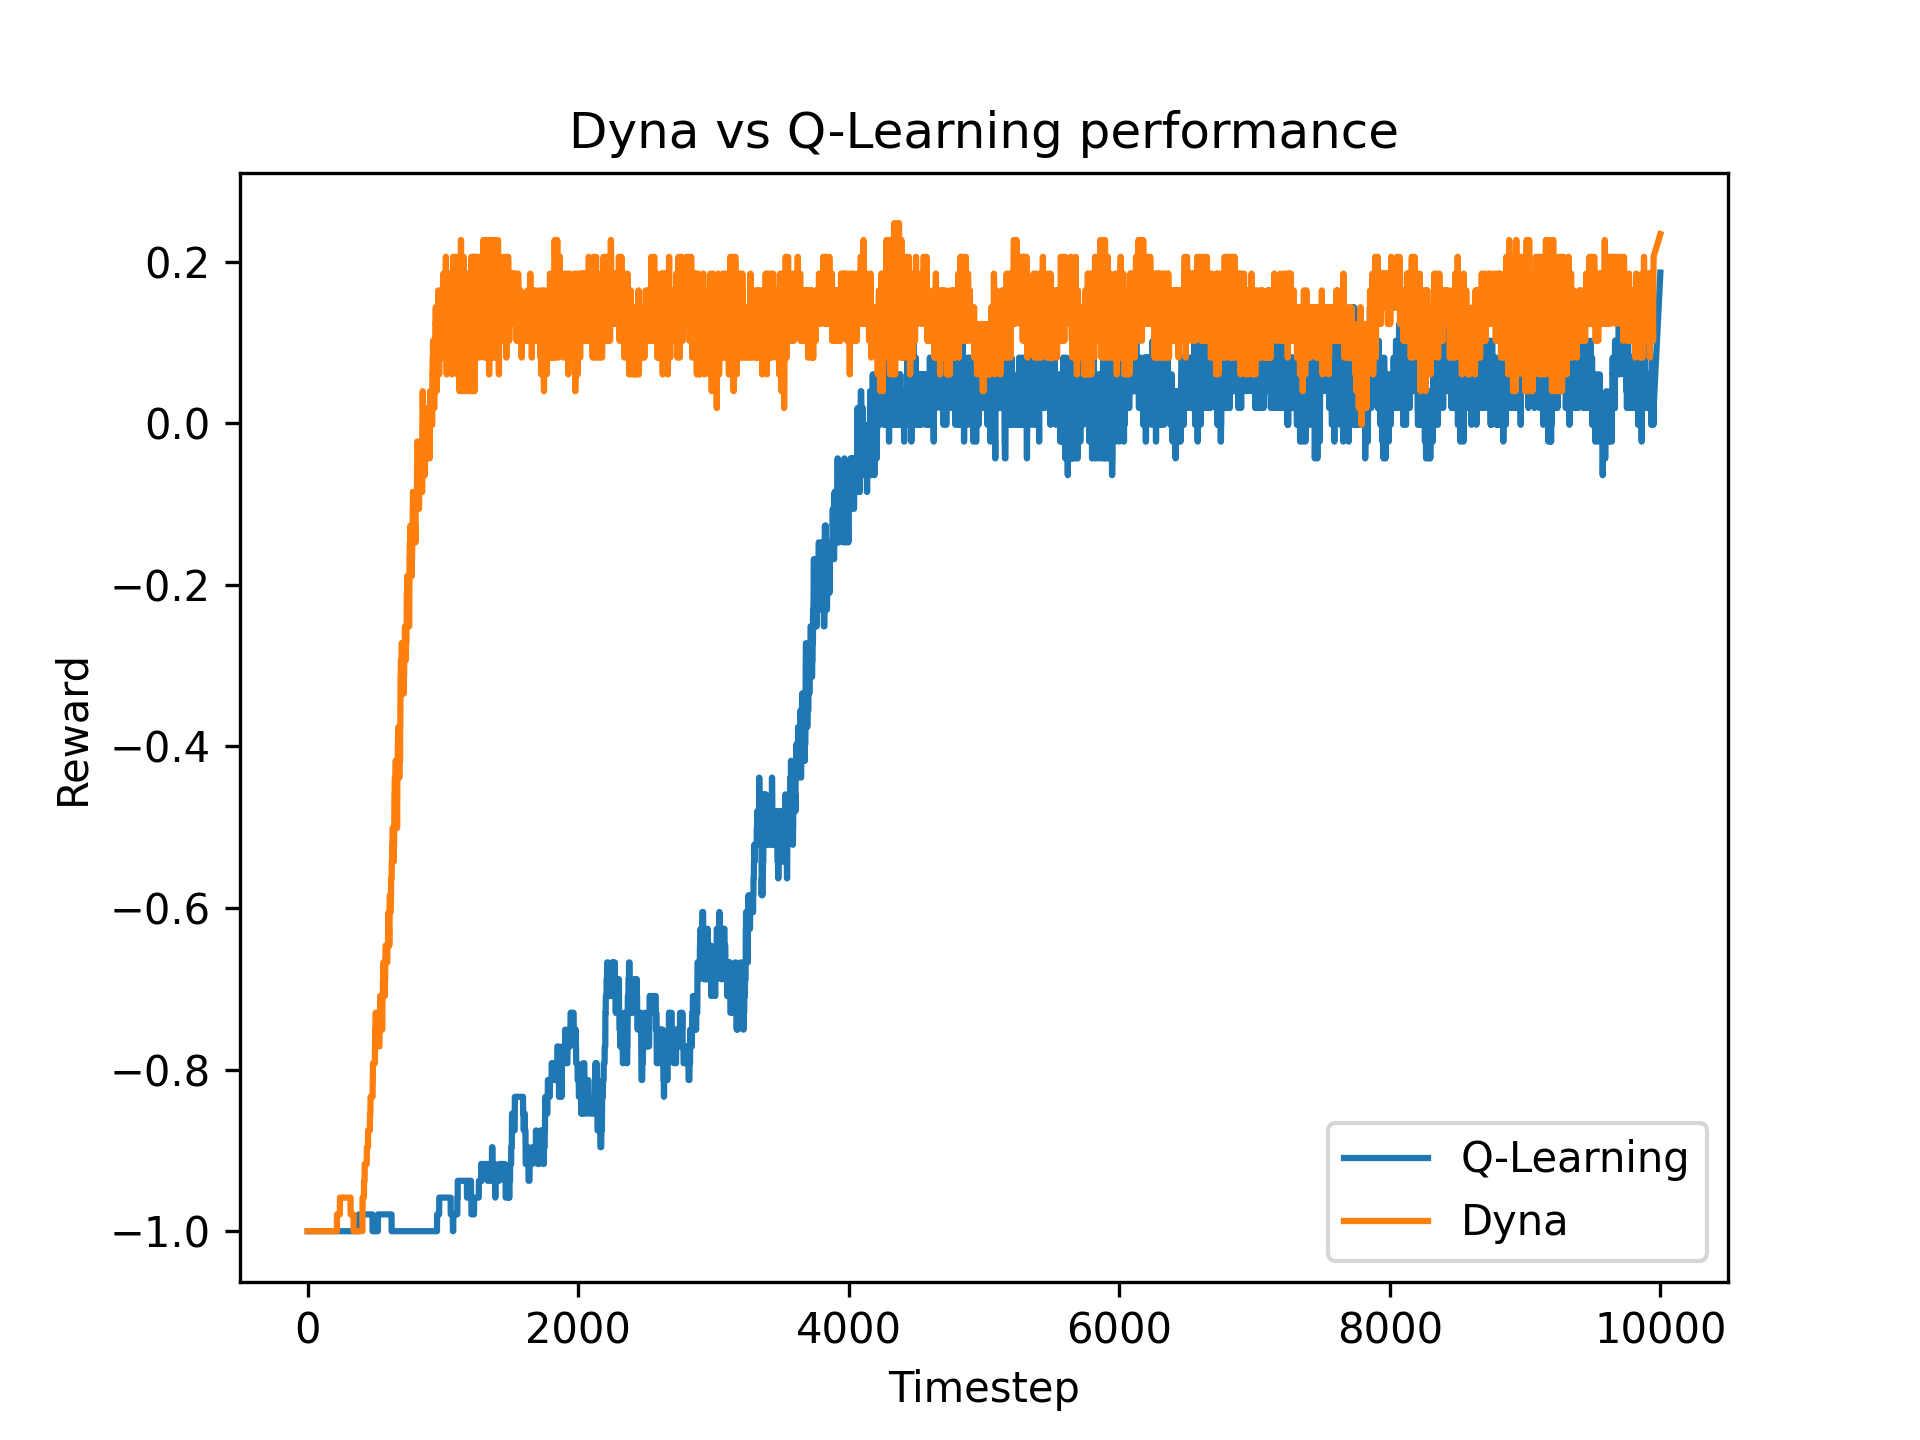 Dyna vs Q-Learning performance
0.2
0.0
−0.2
−0.4
−0.6
−0.8
−1.0
Reward
0 2000 4000 6000 8000 10000
Timestep
Q-Learning
Dyna